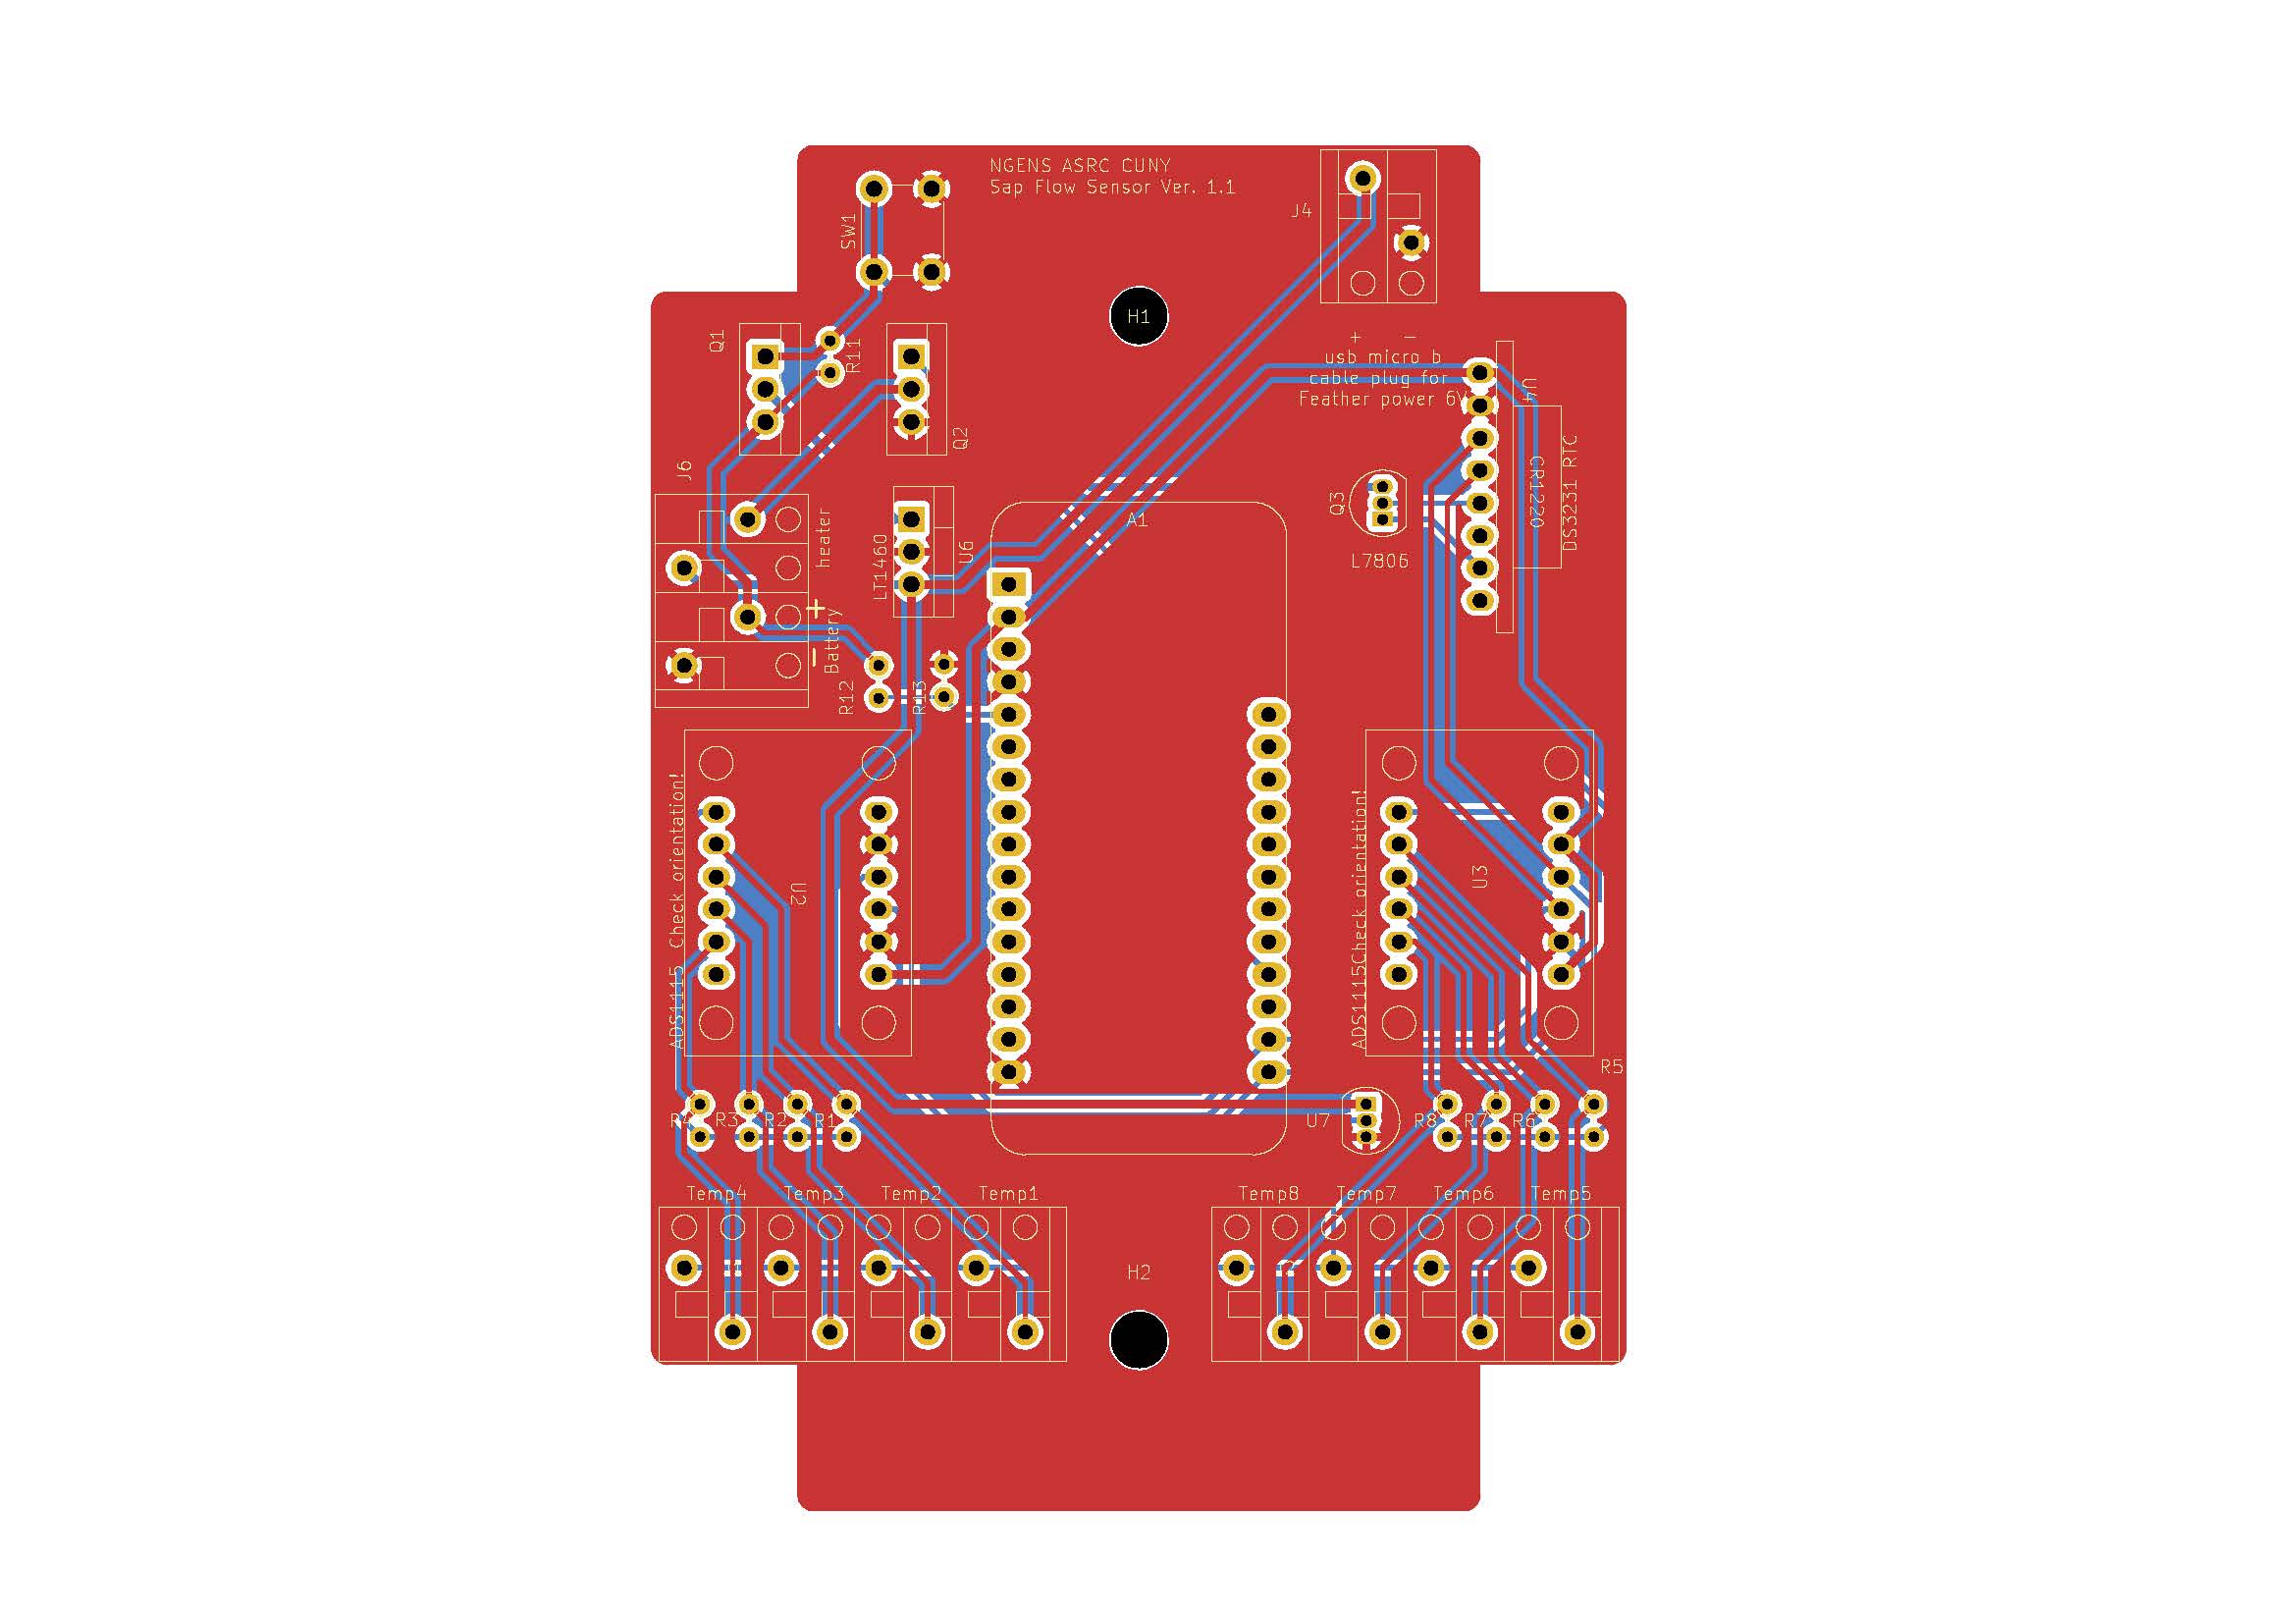 NGENS ASRC CUNY
Sap Flow Sensor Ver. 1.1
SW1
J4
H1
Q1
R11
Q2
+ -
usb micro b
cable plug for
Feather power 6V
U4
CR1220
DS3231 RTC
J6
heater
Q3
A1
L7806
LT1460
U6
+
Battery
-
R12
R13
ADS1115 Check orientation!
U2
ADS1115Check orientation!
U3
R5
R4
R3
R2
R1
U7
R8
R7
R6
Temp4
Temp3
Temp2
Temp1
Temp8
Temp7
Temp6
Temp5
H2